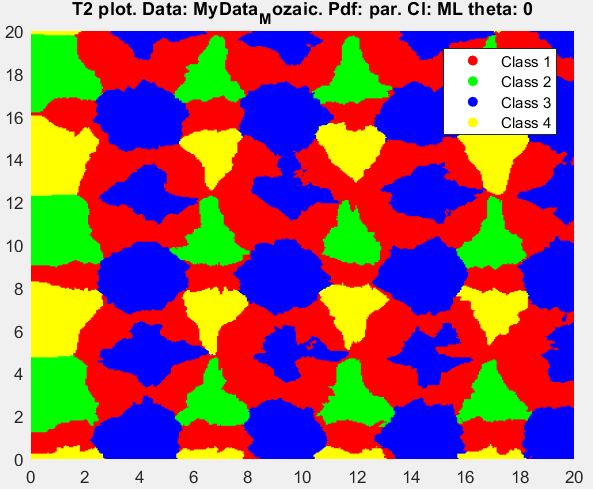 T2 plot. Data: MyData_Mozaic. Pdf: par. Cl: ML theta: 0
Class 1
Class 2
Class 3
Class 4
20
18
16
14
12
10
8
6
4
2
0
0 2 4 6 8 10 12 14 16 18 20